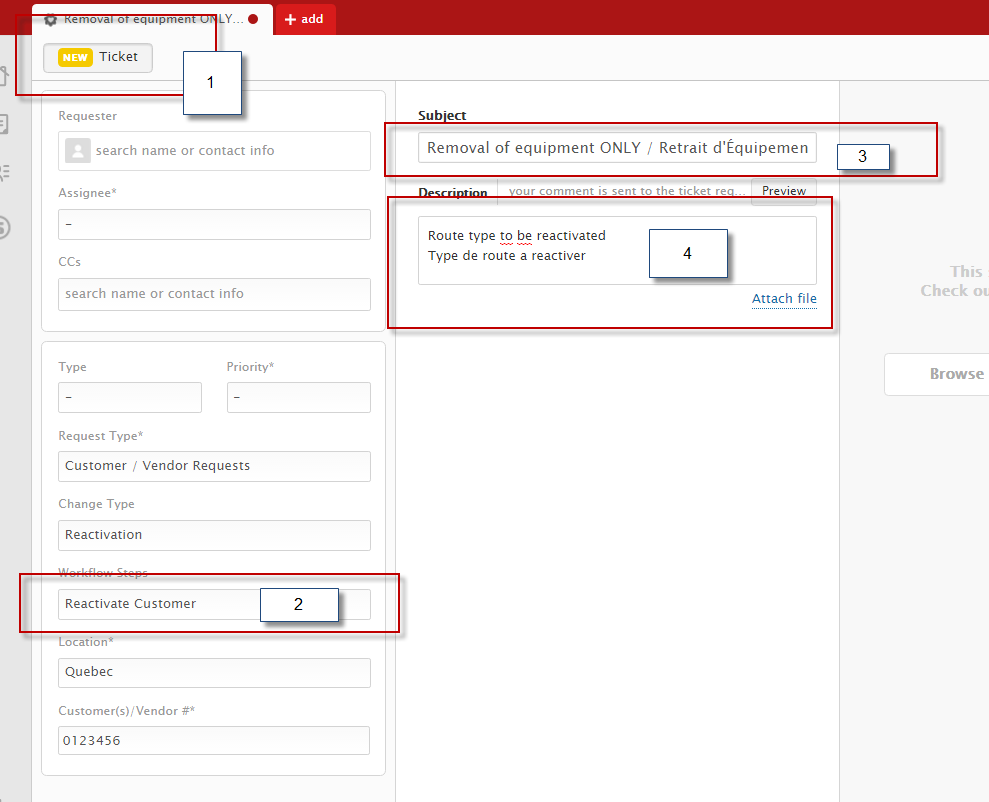 Removal of equipment ONLY...
+ add
NEW Ticket
1
Requester
search name or contact info
Assignee*
–
CCs
search name or contact info
Type
–
Priority*
–
Request Type*
Customer / Vendor Requests
Change Type
Reactivation
Workflow Steps
Reactivate Customer
2
Location*
Quebec
Customer(s)/Vendor #*
0123456
Subject
Removal of equipment ONLY / Retrait d'Équipemen
3
Description
your comment is sent to the ticket req...
Preview
Route type to be reactivated
Type de route a reactiver
4
Attach file
This
Check ou
Browse